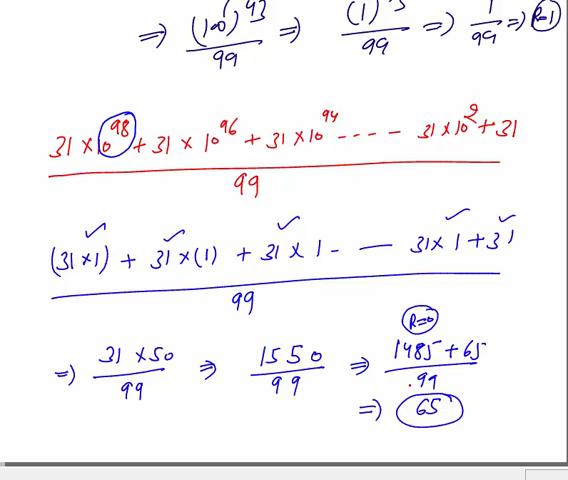 ⇒ (100)^43 / 99 ⇒ (1) / 99 ⇒ 1 / 99 ⇒ R=1
31 × 10^98 + 31 × 10^96 + 31 × 10^94 ---- - 31 × 10^2 + 31
99
(31 × 1) + 31 × (1) + 31 × 1 - — 31 × 1 + 31
99
R=0
⇒ 31 × 50 / 99 ⇒ 1550 / 99 ⇒ 1485 + 65 / .99
⇒ 65